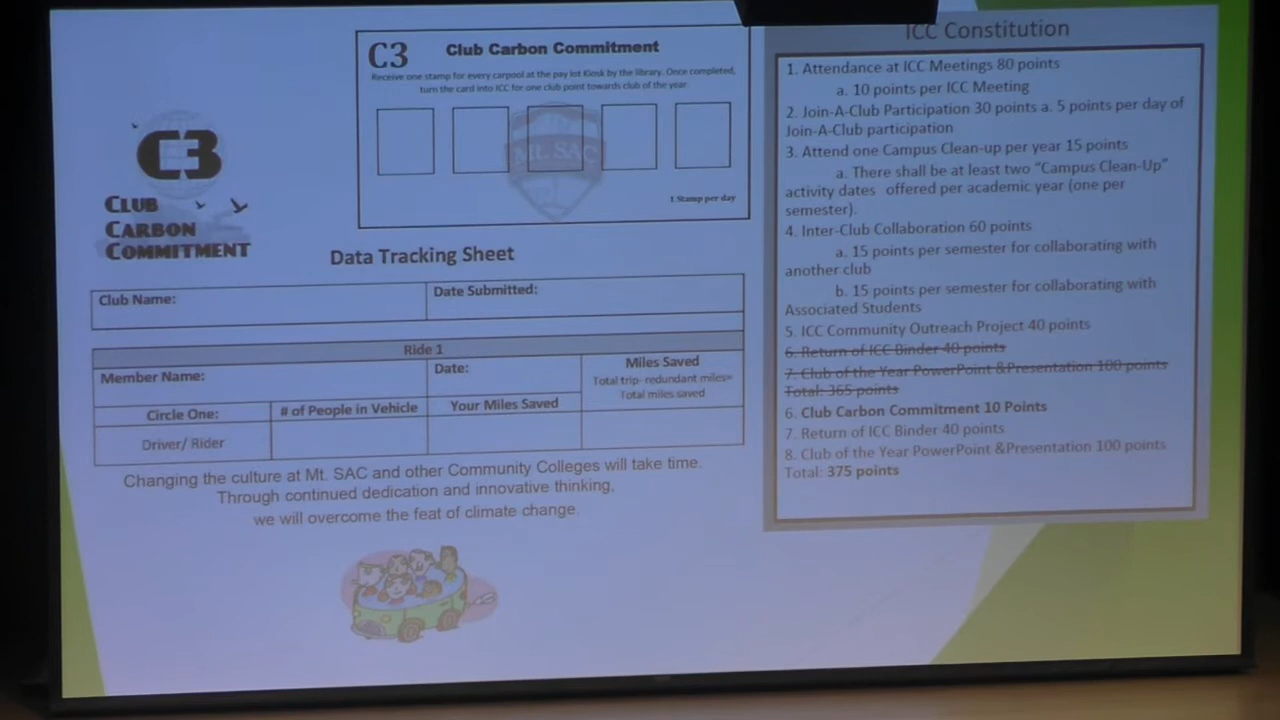 C3
CLUB
CARBON
COMMITMENT
C3 Club Carbon Commitment
Receive one stamp for every carpool at the pay lot Kiosk by the library. Once completed,
turn the card into ICC for one club point towards club of the year
Mt. SAC
1 Stamp per day
Data Tracking Sheet
Club Name:
Date Submitted:
Ride 1
Member Name:
Date:
Miles Saved
Total trip- redundant miles=
Total miles saved
Circle One:
# of People in Vehicle
Your Miles Saved
Driver/ Rider
Changing the culture at Mt. SAC and other Community Colleges will take time.
Through continued dedication and innovative thinking,
we will overcome the feat of climate change.
ICC Constitution
1. Attendance at ICC Meetings 80 points
a. 10 points per ICC Meeting
2. Join-A-Club Participation 30 points a. 5 points per day of
Join-A-Club participation
3. Attend one Campus Clean-up per year 15 points
a. There shall be at least two "Campus Clean-Up"
activity dates offered per academic year (one per
semester).
4. Inter-Club Collaboration 60 points
a. 15 points per semester for collaborating with
another club
b. 15 points per semester for collaborating with
Associated Students
5. ICC Community Outreach Project 40 points
6. Return of ICC Binder 40 points
7. Club of the Year PowerPoint &Presentation 100 points
Total: 365 points
6. Club Carbon Commitment 10 Points
7. Return of ICC Binder 40 points
8. Club of the Year PowerPoint &Presentation 100 points
Total: 375 points